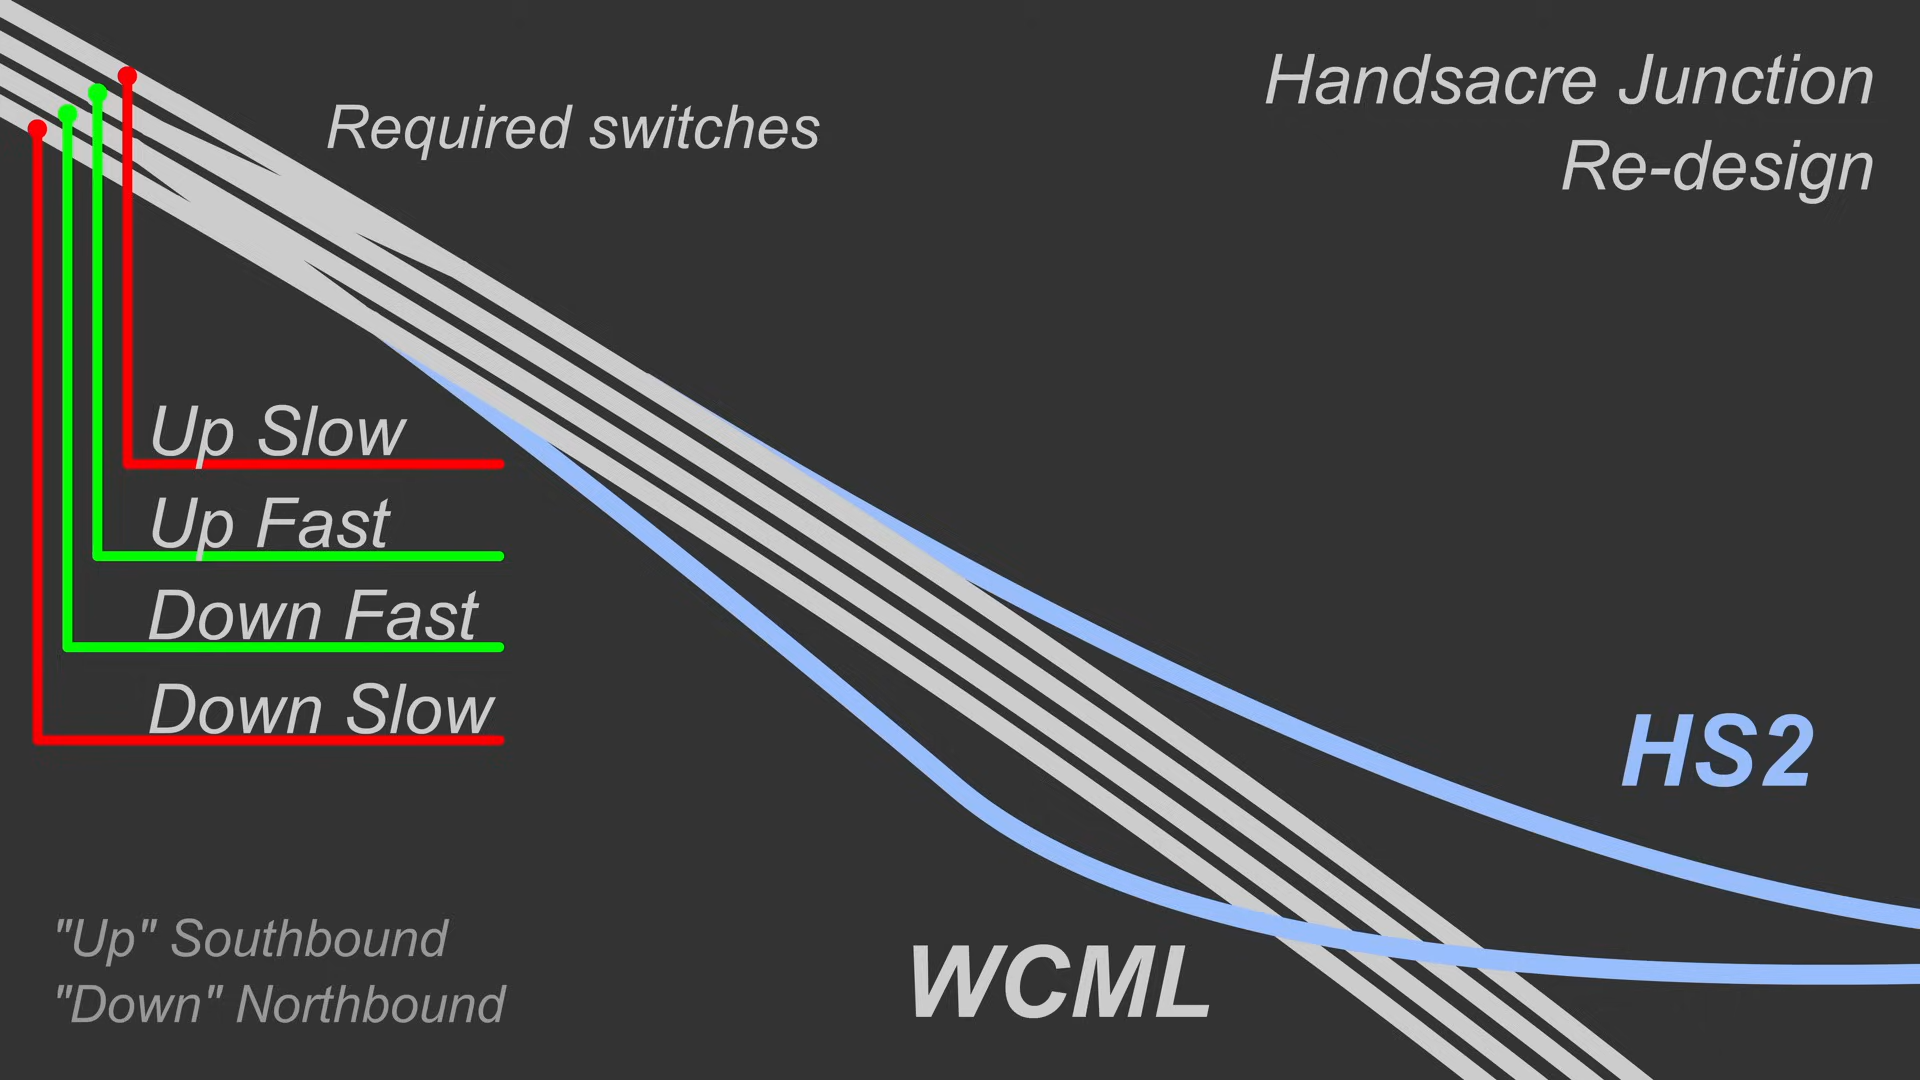 Handsacre Junction
Re-design
Required switches
Up Slow
Up Fast
Down Fast
Down Slow
HS2
WCML
"Up" Southbound
"Down" Northbound